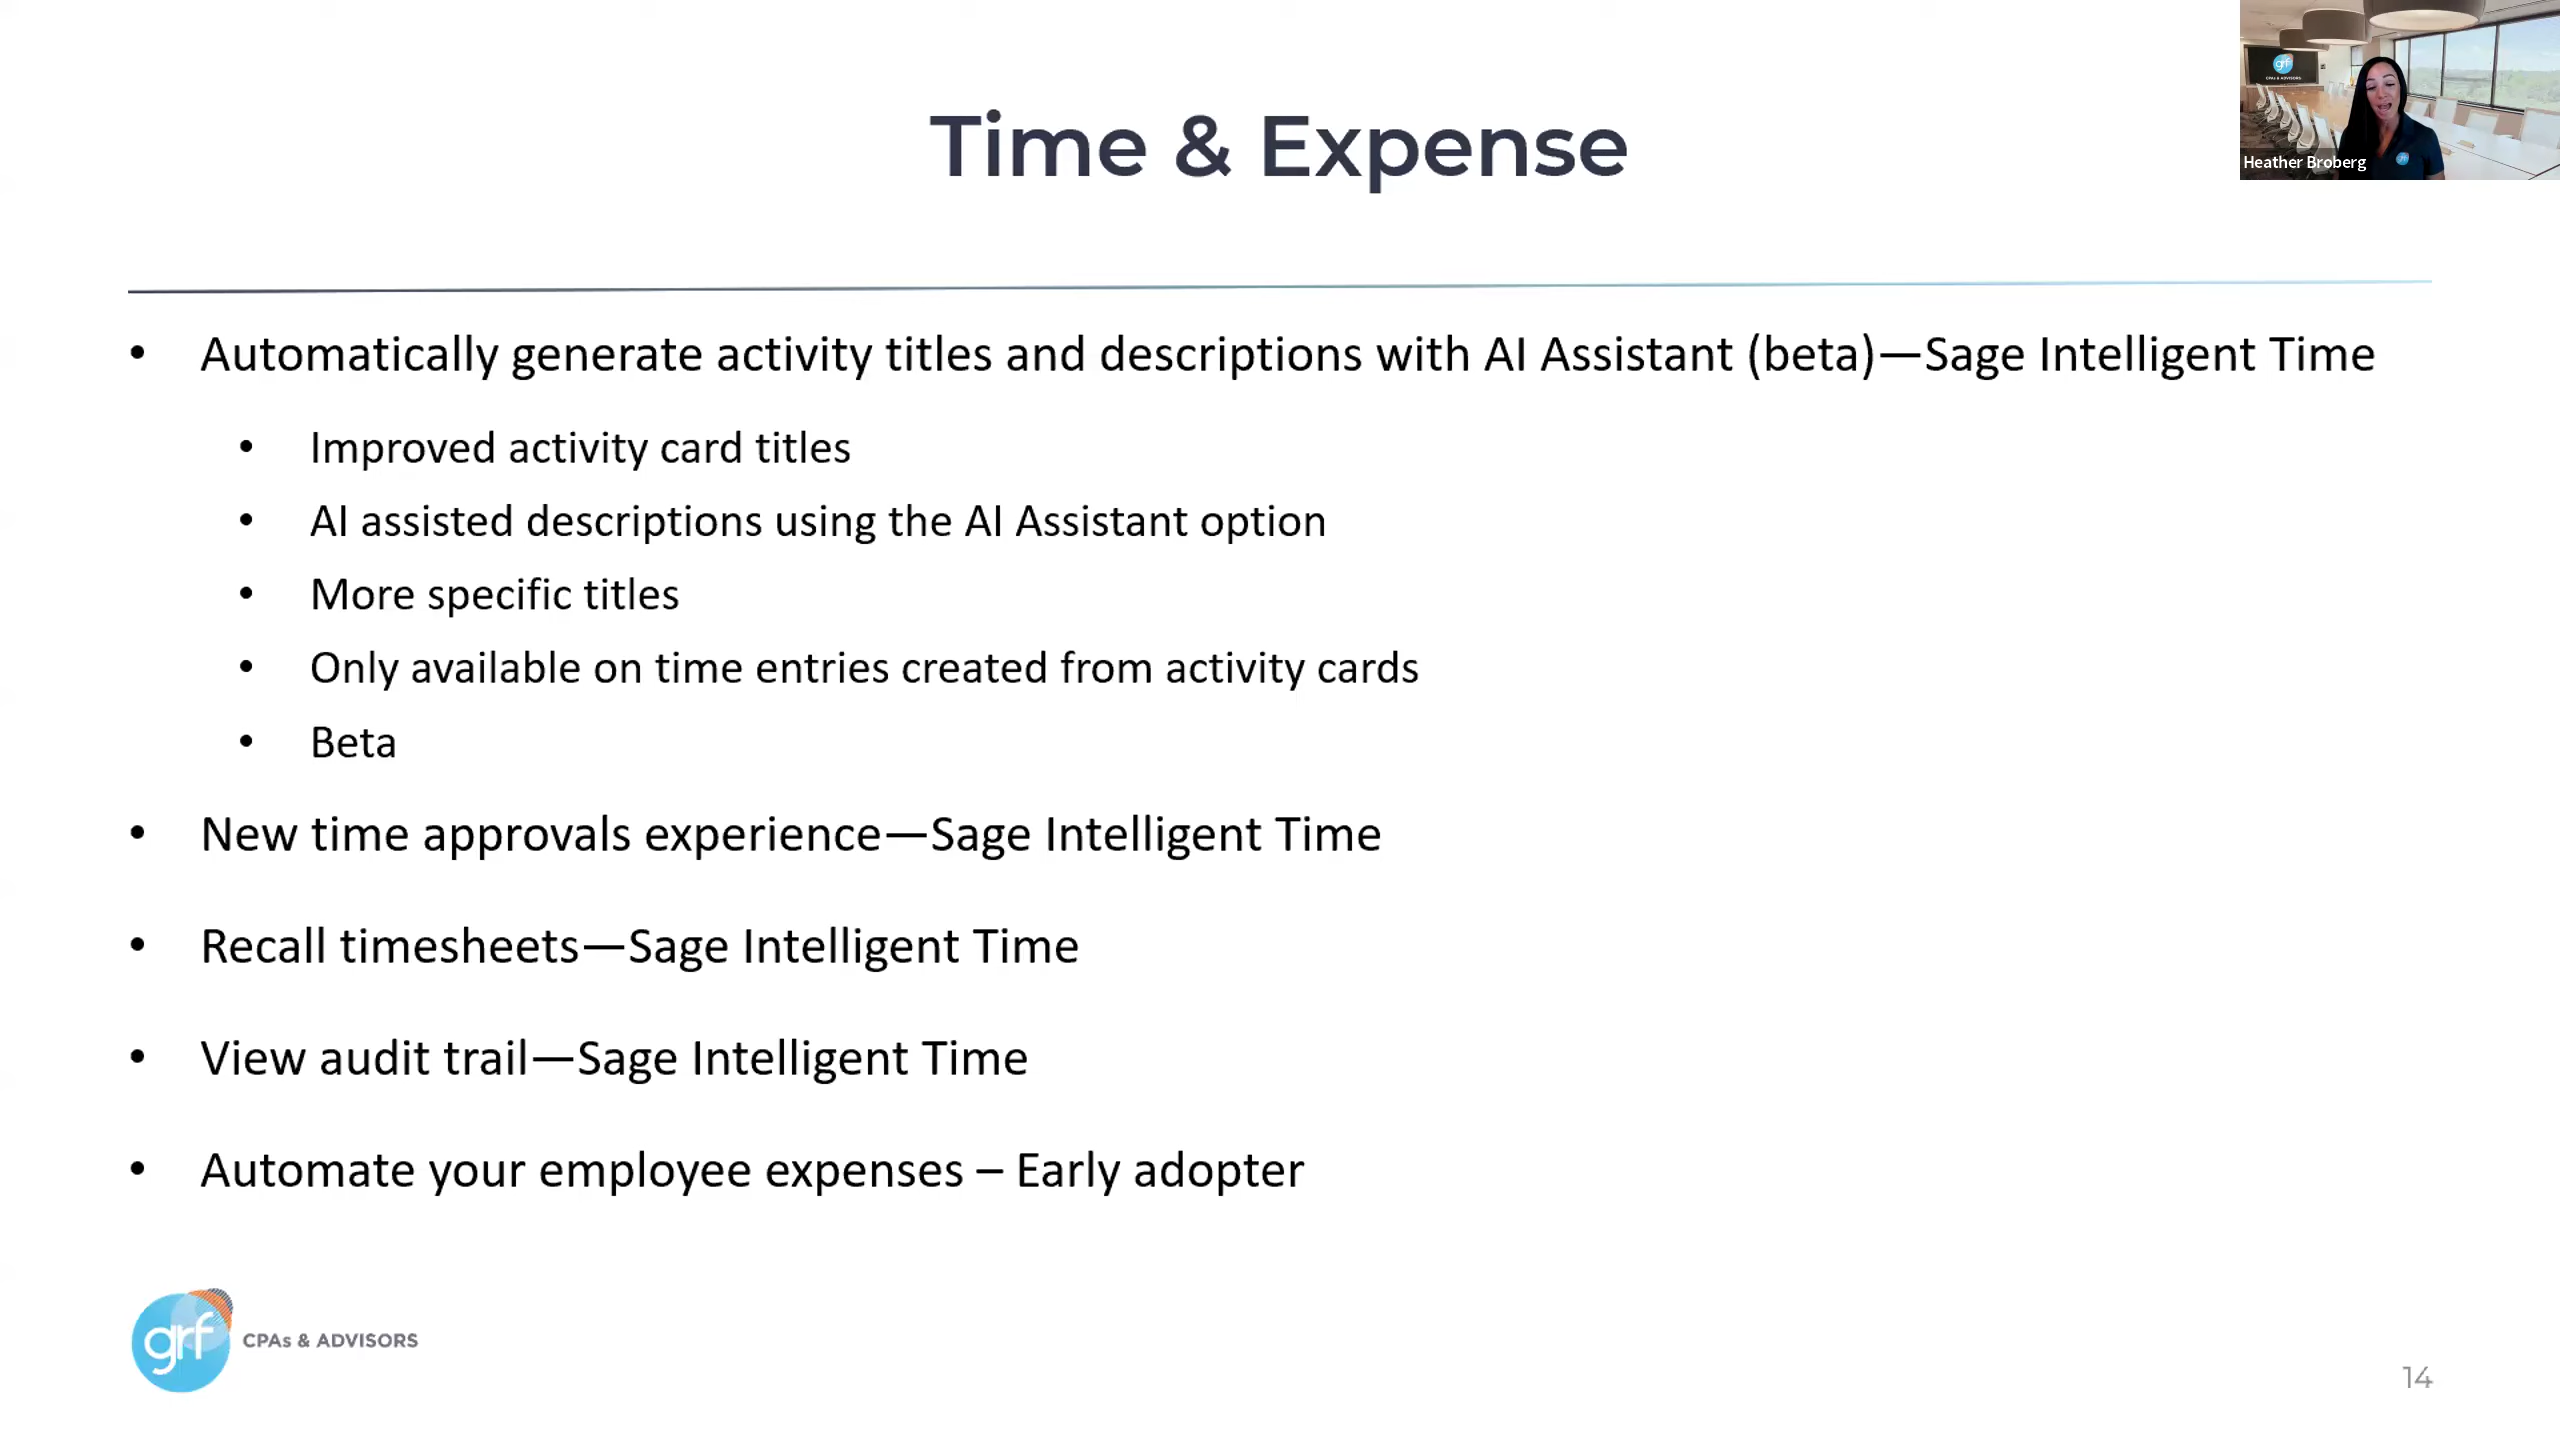 Time & Expense
grf
CPAs & ADVISORS
Heather Broberg
• Automatically generate activity titles and descriptions with AI Assistant (beta)—Sage Intelligent Time
• Improved activity card titles
• AI assisted descriptions using the AI Assistant option
• More specific titles
• Only available on time entries created from activity cards
• Beta
• New time approvals experience—Sage Intelligent Time
• Recall timesheets—Sage Intelligent Time
• View audit trail—Sage Intelligent Time
• Automate your employee expenses – Early adopter
grf CPAs & ADVISORS
14